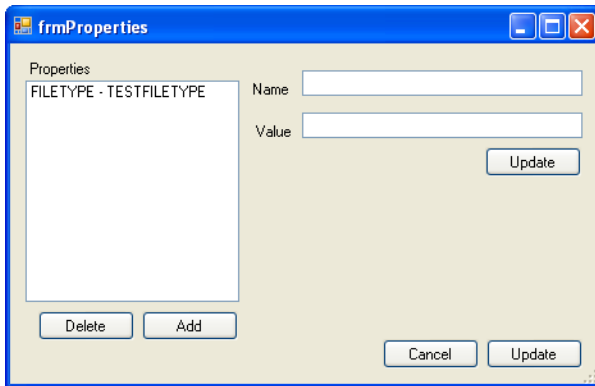 frmProperties
Properties
FILETYPE - TESTFILETYPE
Name
Value
Update
Delete
Add
Cancel
Update